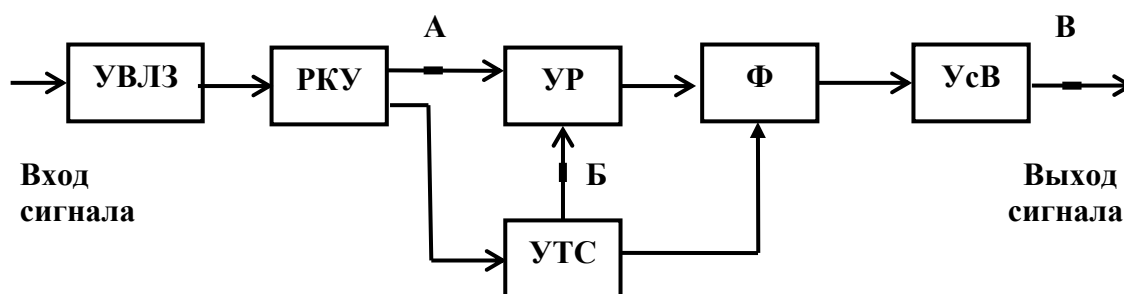 А
В
УВЛЗ
РКУ
УР
Ф
УсВ
Вход
сигнала
Б
Выход
сигнала
УТС